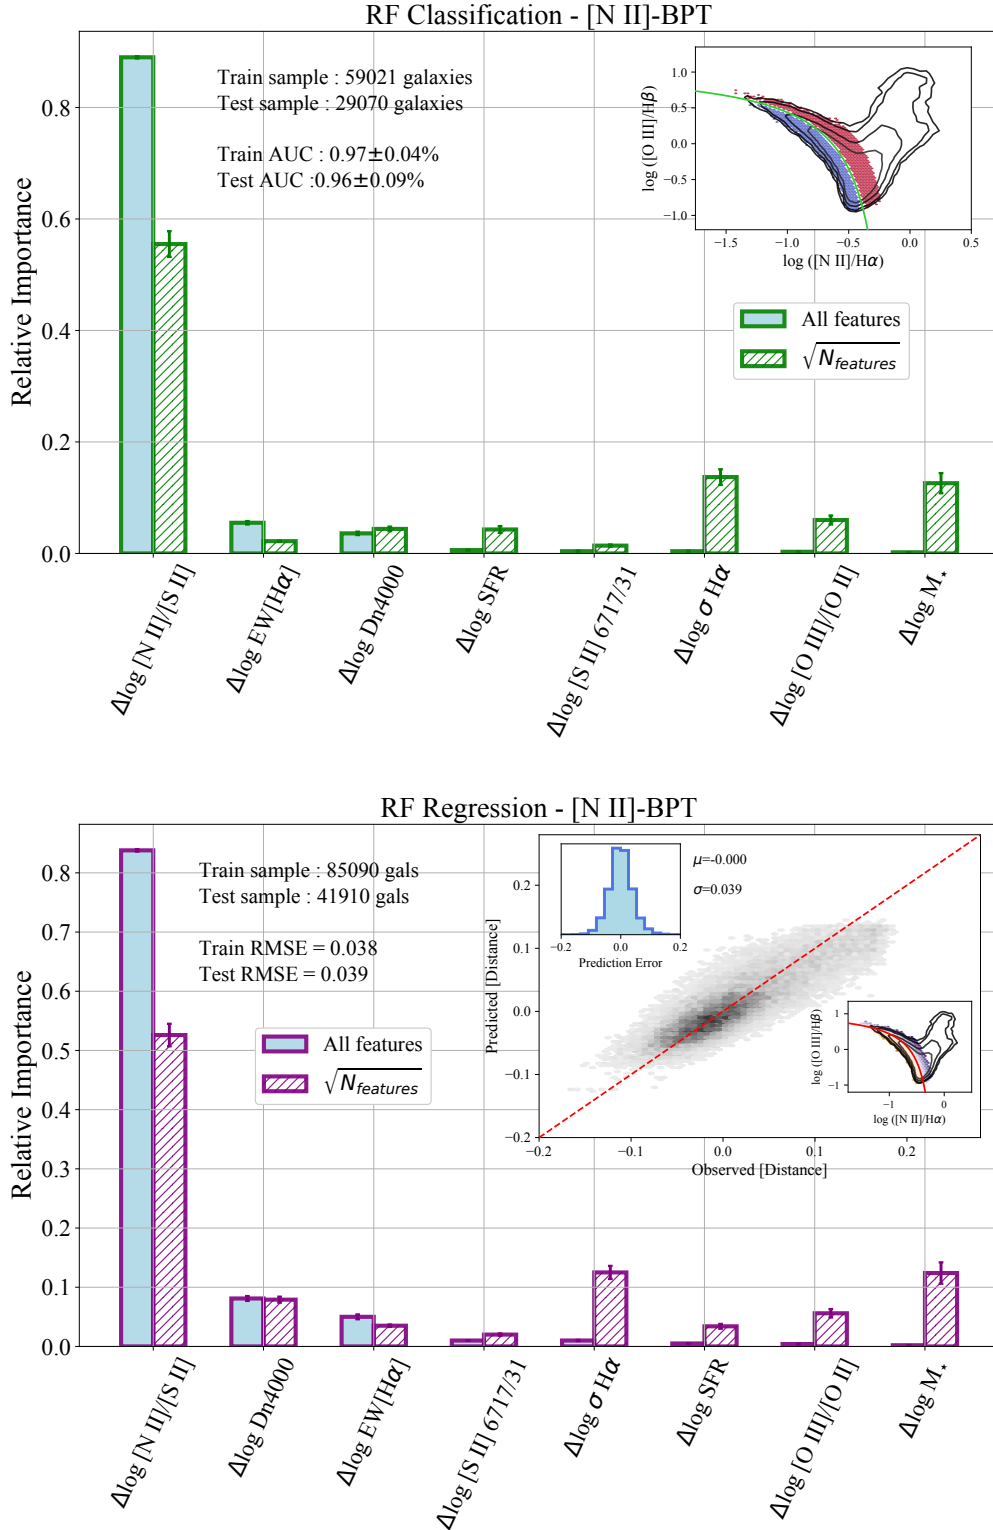 RF Classification - [N II]-BPT
Relative Importance
0.8
0.6
0.4
0.2
0.0
Train sample : 59021 galaxies
Test sample : 29070 galaxies
Train AUC : 0.97±0.04%
Test AUC :0.96±0.09%
log ([O III]/Hβ)
1.0
0.5
0.0
−0.5
−1.0
−1.5 −1.0 −0.5 0.0 0.5
log ([N II]/Hα)
All features
√N_features
Δlog [N II]/[S II]
Δlog EW[Hα]
Δlog Dn4000
Δlog SFR
Δlog [S II] 6717/31
Δlog σ Hα
Δlog [O III]/[O II]
Δlog M⋆
RF Regression - [N II]-BPT
Relative Importance
0.8
0.7
0.6
0.5
0.4
0.3
0.2
0.1
0.0
Train sample : 85090 gals
Test sample : 41910 gals
Train RMSE = 0.038
Test RMSE = 0.039
All features
√N_features
Predicted [Distance]
0.2
0.1
0.0
−0.1
−0.2
−0.2 −0.1 0.0 0.1 0.2
Observed [Distance]
−0.2 0.0 0.2
Prediction Error
μ=-0.000
σ=0.039
log ([O III]/Hβ)
1
0
−1
−1 0
log ([N II]/Hα)
Δlog [N II]/[S II]
Δlog Dn4000
Δlog EW[Hα]
Δlog [S II] 6717/31
Δlog σ Hα
Δlog SFR
Δlog [O III]/[O II]
Δlog M⋆